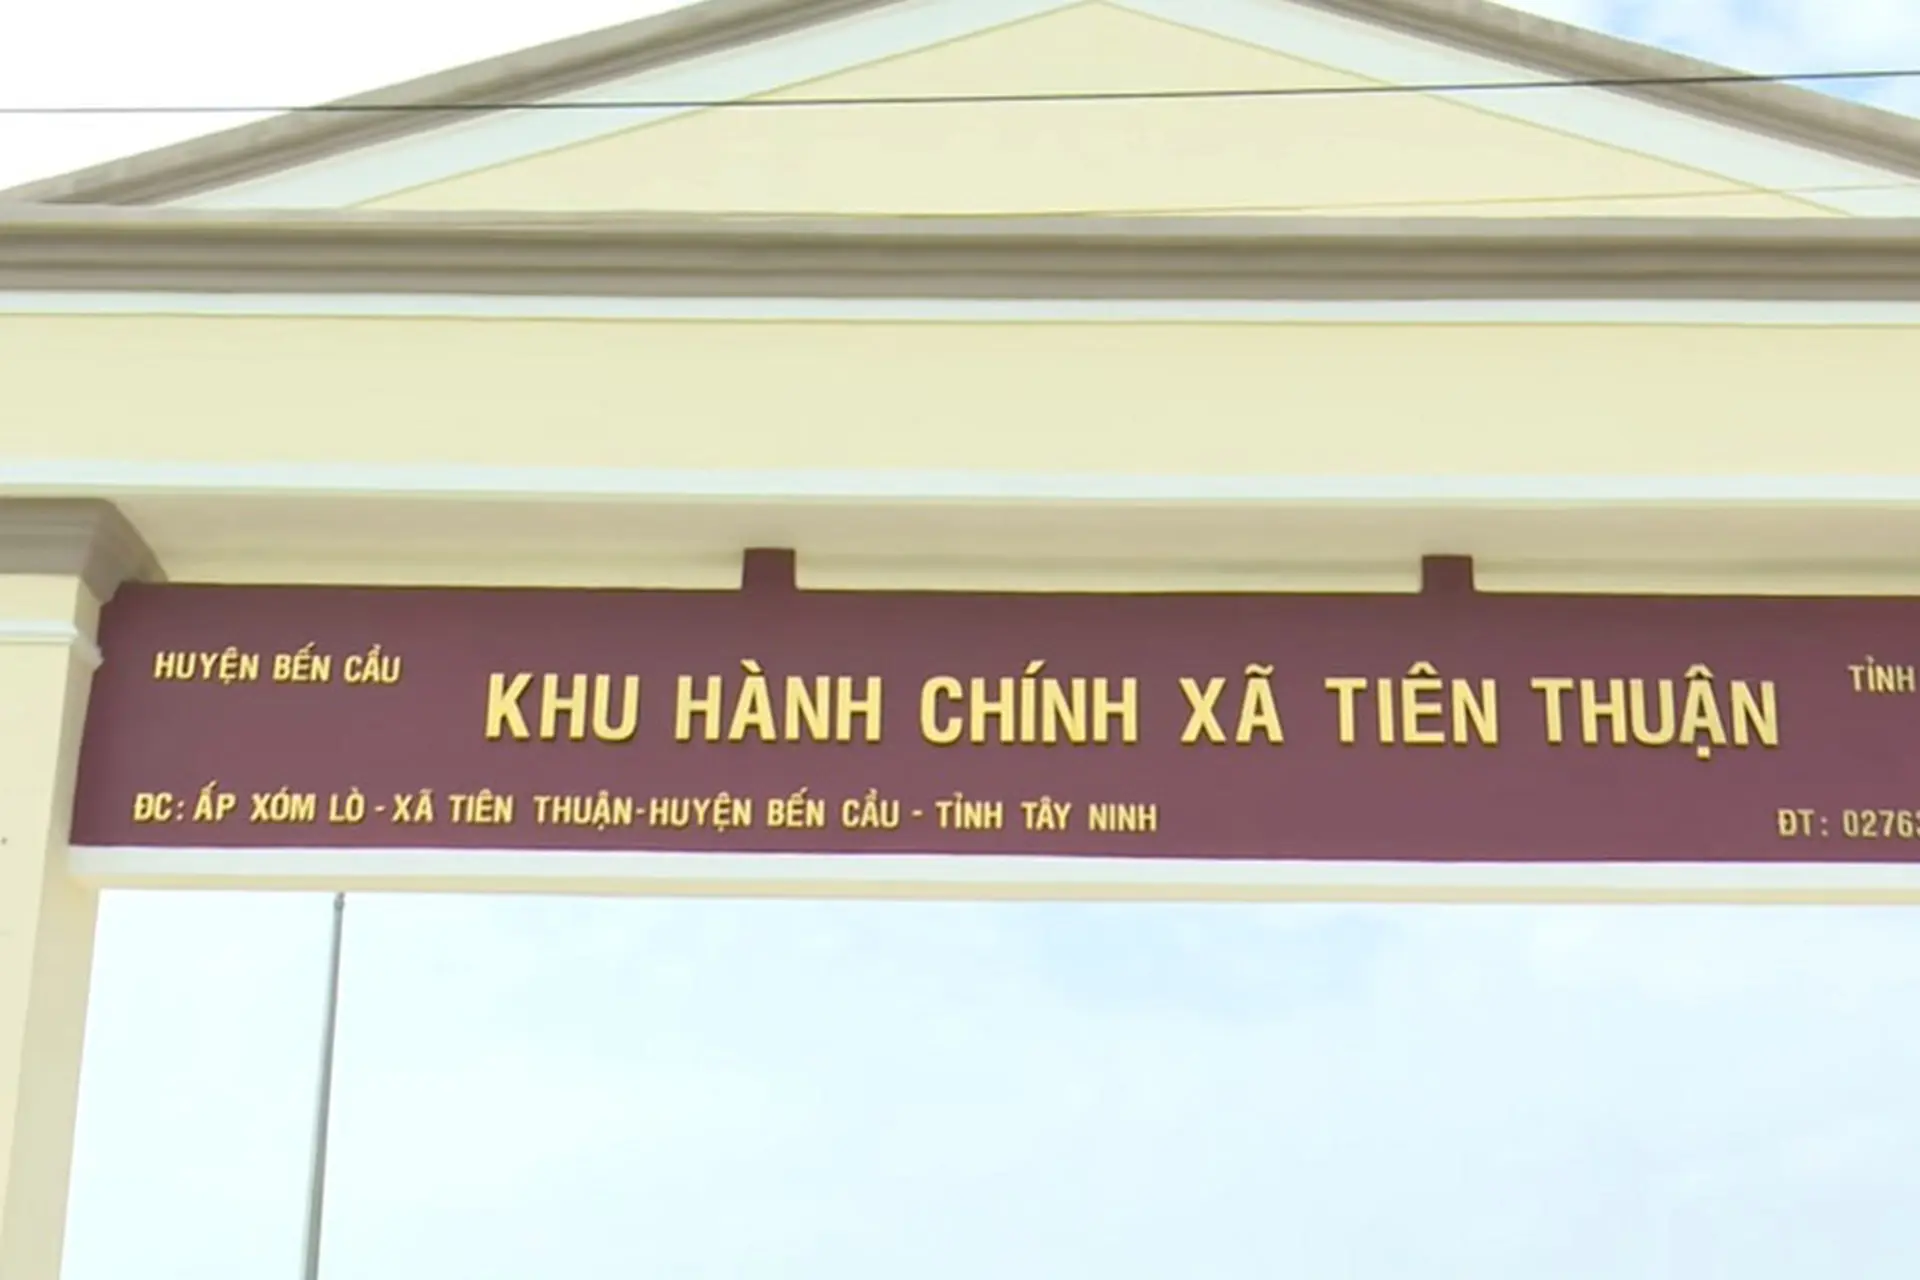 HUYỆN BẾN CẦU
TỈNH
KHU HÀNH CHÍNH XÃ TIÊN THUẬN
ĐC: ẤP XÓM LÒ - XÃ TIÊN THUẬN-HUYỆN BẾN CẦU - TỈNH TÂY NINH
ĐT: 02763